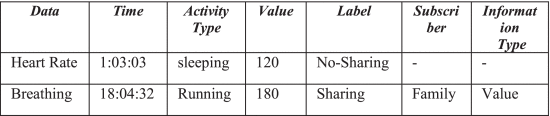 Data Time Activity Type Value Label Subscri ber Informat ion Type
Heart Rate 1:03:03 sleeping 120 No-Sharing - -
Breathing 18:04:32 Running 180 Sharing Family Value